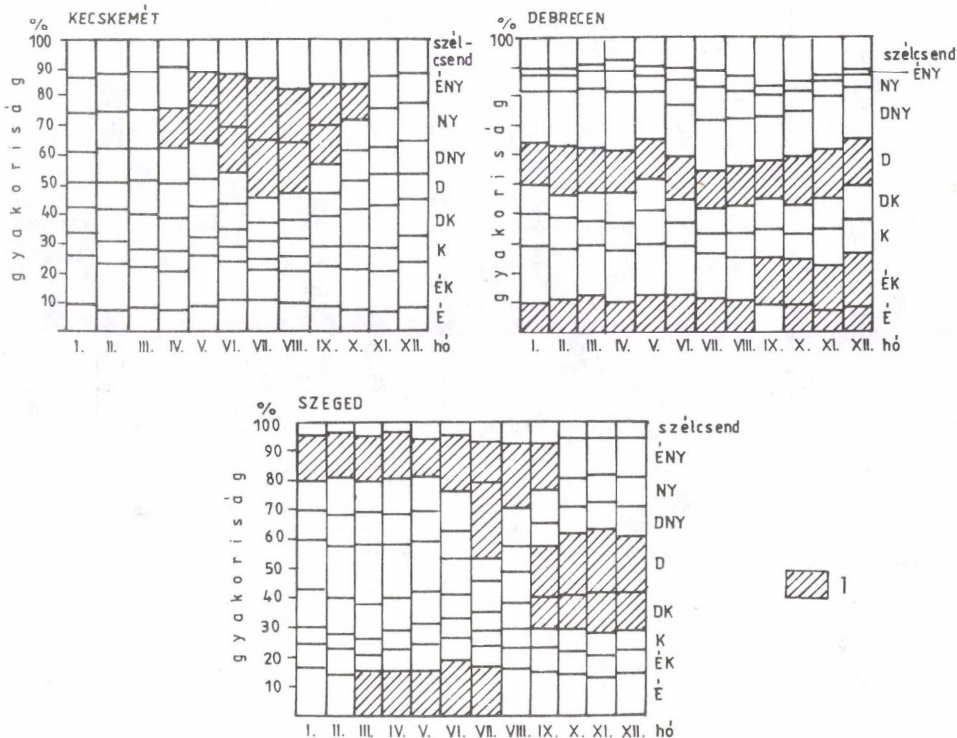 % KECSKEMÉT
100
90
80
70
60
50
40
30
20
10
gyakoriság
szél-
csend
ÉNY
NY
DNY
D
DK
K
ÉK
É
I. II. III. IV. V. VI. VII. VIII. IX. X. XI. XII. hó
% DEBRECEN
100
gyakoriság
szélcsend
ÉNY
NY
DNY
D
DK
K
ÉK
É
I. II. III. IV. V. VI. VII. VIII. IX. X. XI. XII. hó
% SZEGED
100
90
80
70
60
50
40
30
20
10
gyakoriság
szélcsend
ÉNY
NY
DNY
D
DK
K
ÉK
É
I. II. III. IV. V. VI. VII. VIII. IX. X. XI. XII. hó
1